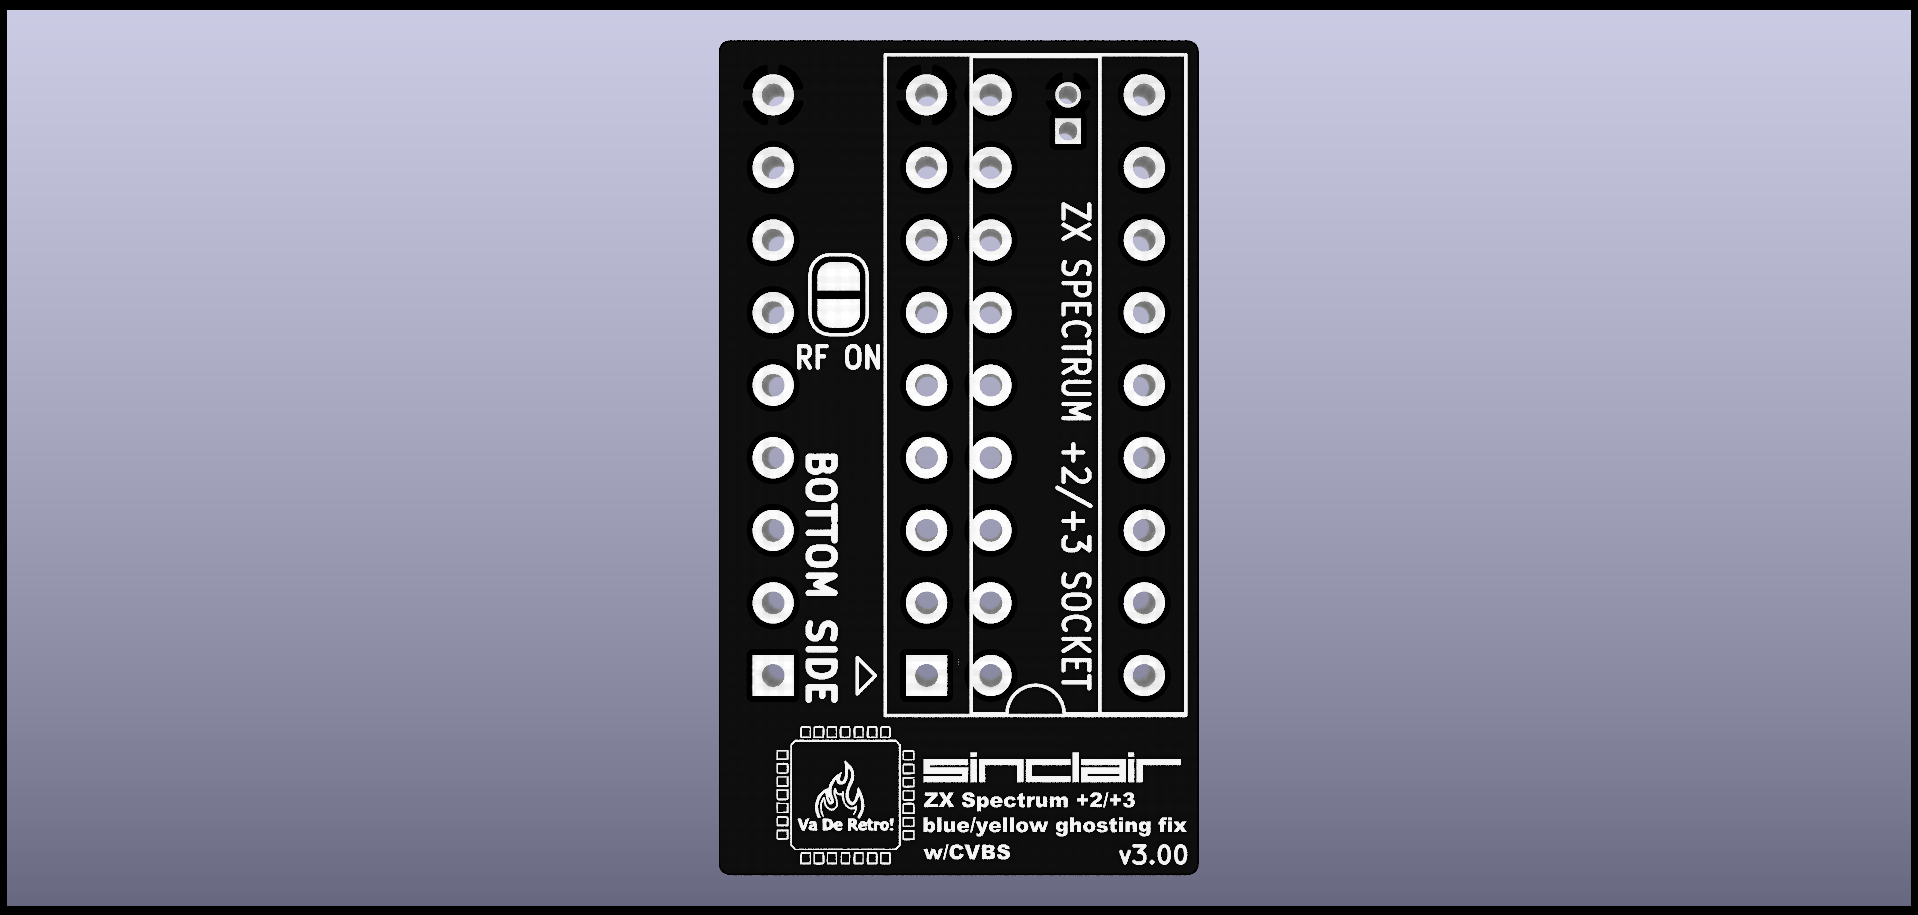 ZX SPECTRUM +2/+3 SOCKET
RF ON
BOTTOM SIDE
Va De Retro!
sinclair
ZX Spectrum +2/+3
blue/yellow ghosting fix
w/CVBS
v3.00